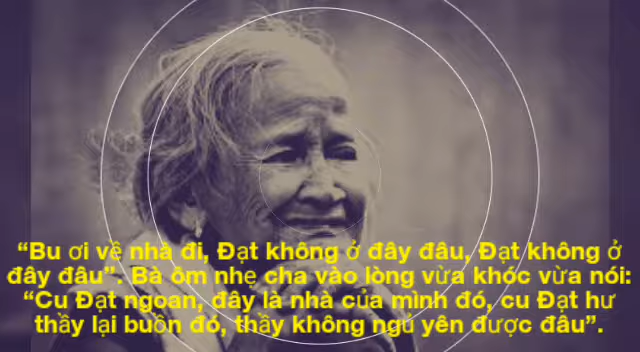 “Bu ơi về nhà đi, Đạt không ở đây đâu, Đạt không ở
đây đâu”. Bà ôm nhẹ cha vào lòng vừa khóc vừa nói:
“Cu Đạt ngoan, đây là nhà của mình đó, cu Đạt hư
thầy lại buồn đó, thầy không ngủ yên được đâu”.